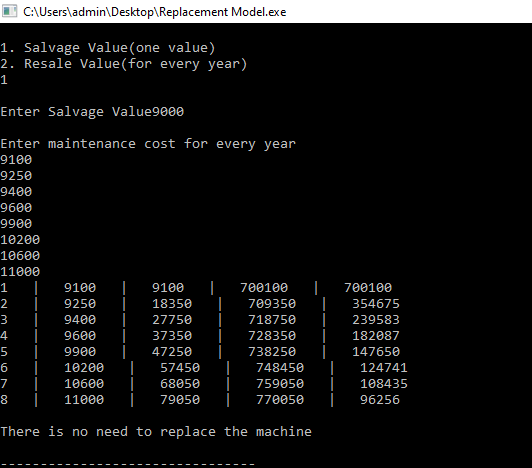 C:\Users\admin\Desktop\Replacement Model.exe
1. Salvage Value(one value)
2. Resale Value(for every year)
1
Enter Salvage Value9000
Enter maintenance cost for every year
9100
9250
9400
9600
9900
10200
10600
11000
1 | 9100 | 9100 | 700100 | 700100
2 | 9250 | 18350 | 709350 | 354675
3 | 9400 | 27750 | 718750 | 239583
4 | 9600 | 37350 | 728350 | 182087
5 | 9900 | 47250 | 738250 | 147650
6 | 10200 | 57450 | 748450 | 124741
7 | 10600 | 68050 | 759050 | 108435
8 | 11000 | 79050 | 770050 | 96256
There is no need to replace the machine
--------------------------------